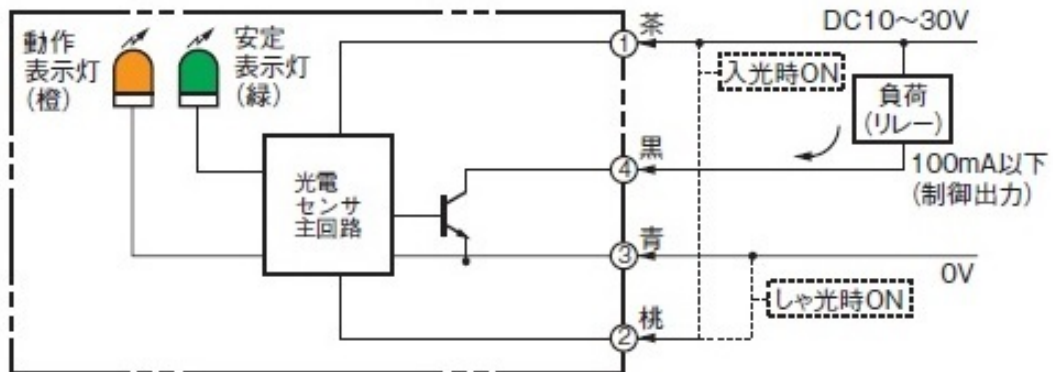 動作
表示灯
(橙)
安定
表示灯
(緑)
光電
センサ
主回路
① 茶
④ 黒
③ 青
② 桃
DC10～30V
入光時ON
負荷
(リレー)
100mA以下
(制御出力)
0V
しゃ光時ON